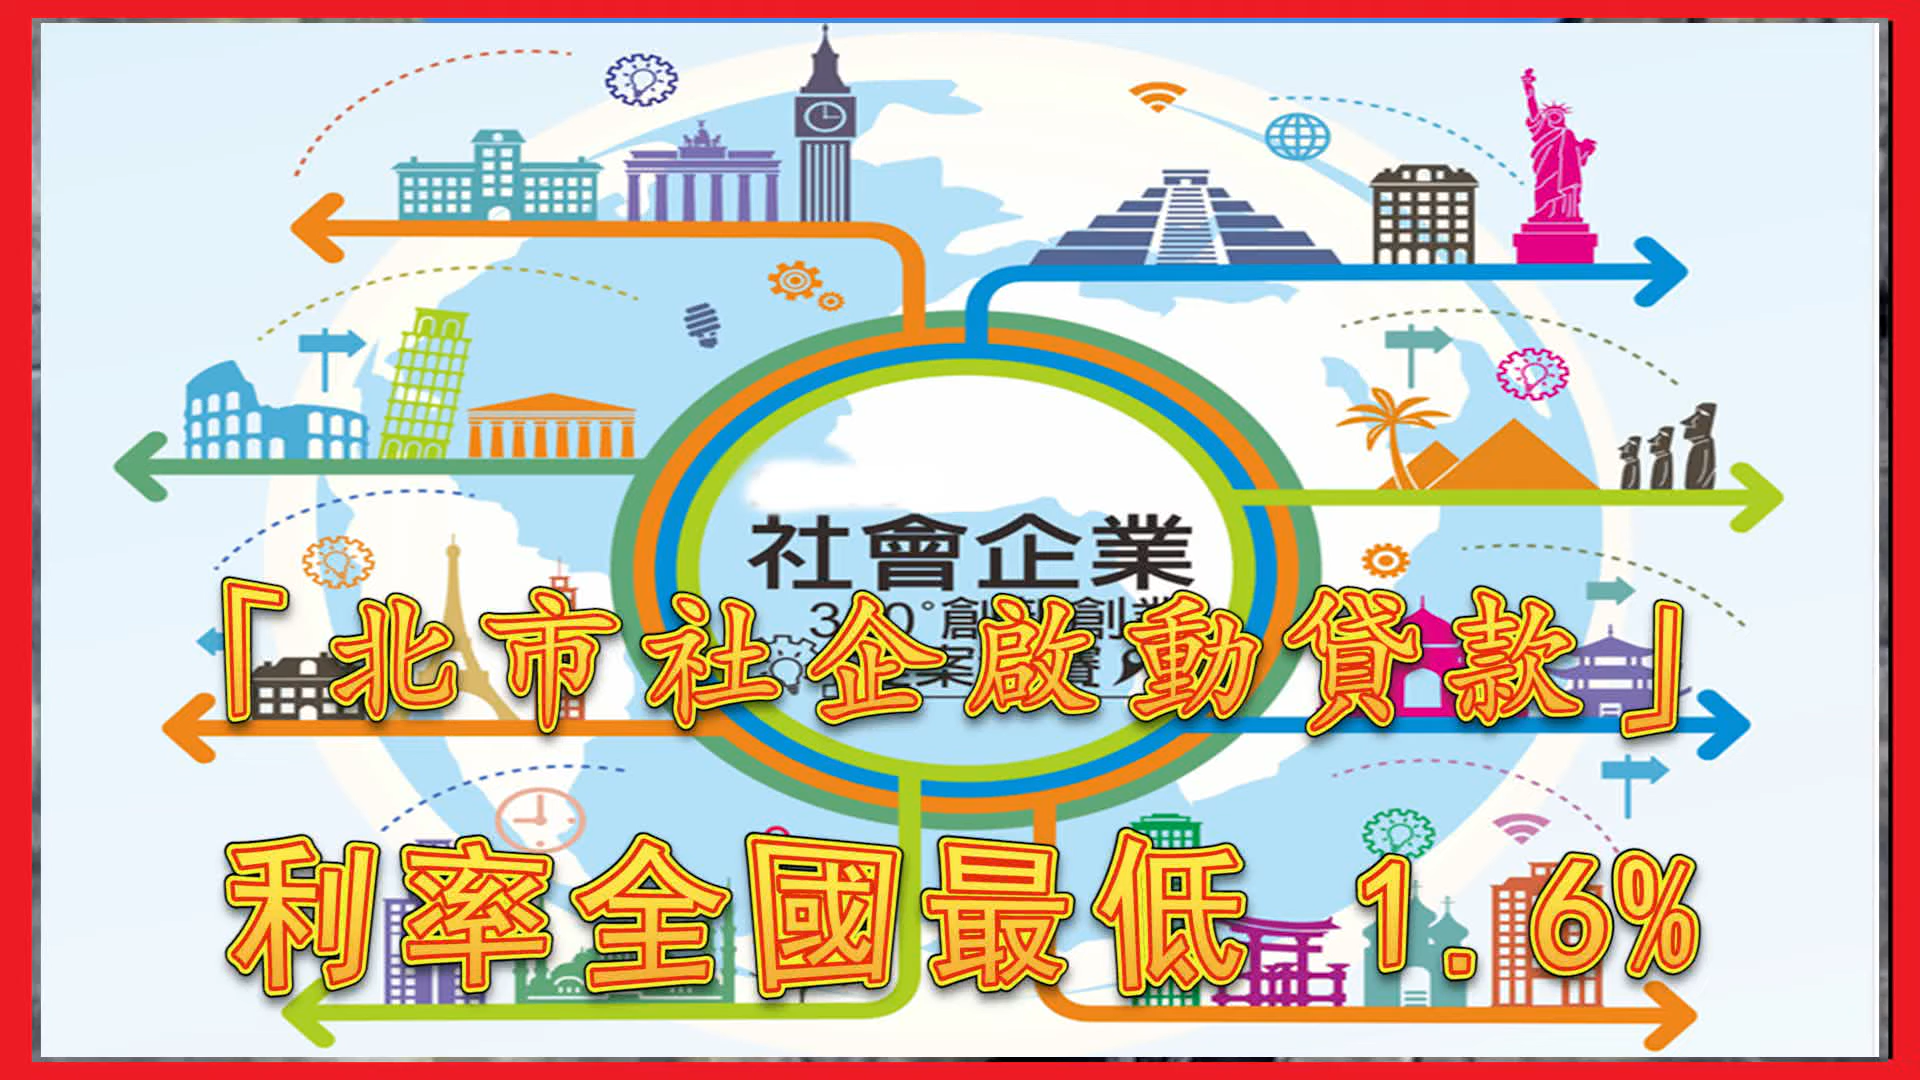 社會企業
「北市社企啟動貸款」
利率全國最低 1.6%